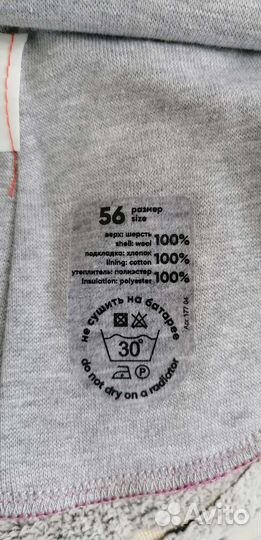 56 размер
size
верх: шерсть
shell: wool 100%
подкладка: хлопок
lining: cotton 100%
утеплитель: полиэстер
insulation: polyester 100%
не сушить на батарее
30°
P
do not dry on a radiator
Avito